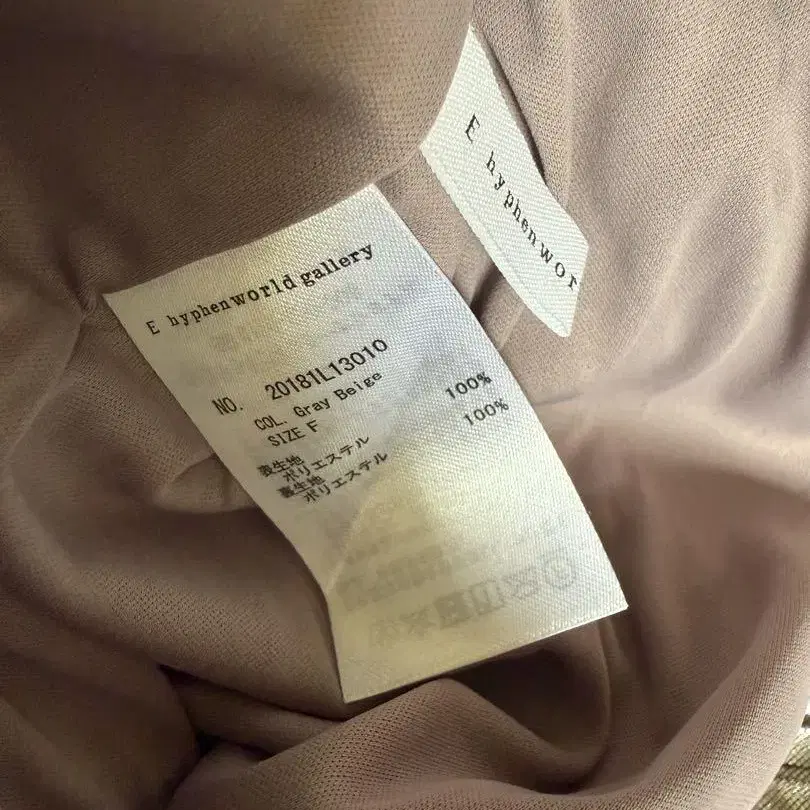 E hyphen wor
E hyphen world gallery
NO. 20181L13010
COL. Gray Beige
SIZE F
表生地
ポリエステル 100%
裏生地
ポリエステル 100%